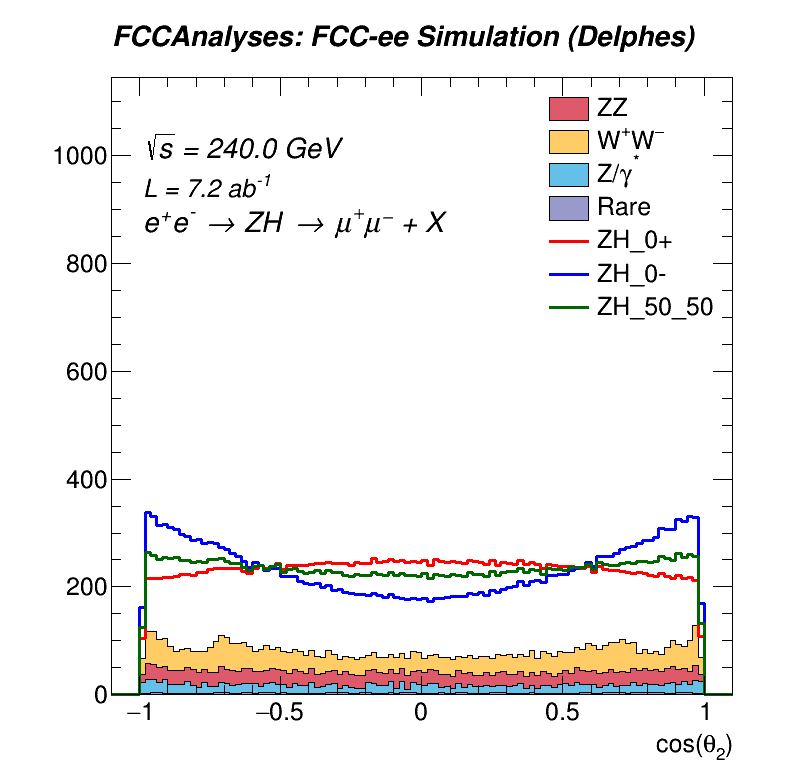 FCCAnalyses: FCC-ee Simulation (Delphes)
√s = 240.0 GeV
L = 7.2 ab⁻¹
e⁺e⁻ → ZH → μ⁺μ⁻ + X
ZZ
W⁺W⁻
Z/γ*
Rare
ZH_0+
ZH_0-
ZH_50_50
1000
800
600
400
200
0
−1 −0.5 0 0.5 1
cos(θ₂)